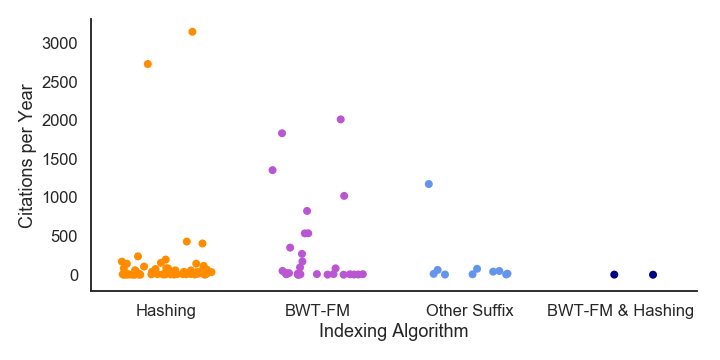 3000
2500
2000
1500
1000
500
0
Citations per Year
Hashing
BWT-FM
Other Suffix
BWT-FM & Hashing
Indexing Algorithm